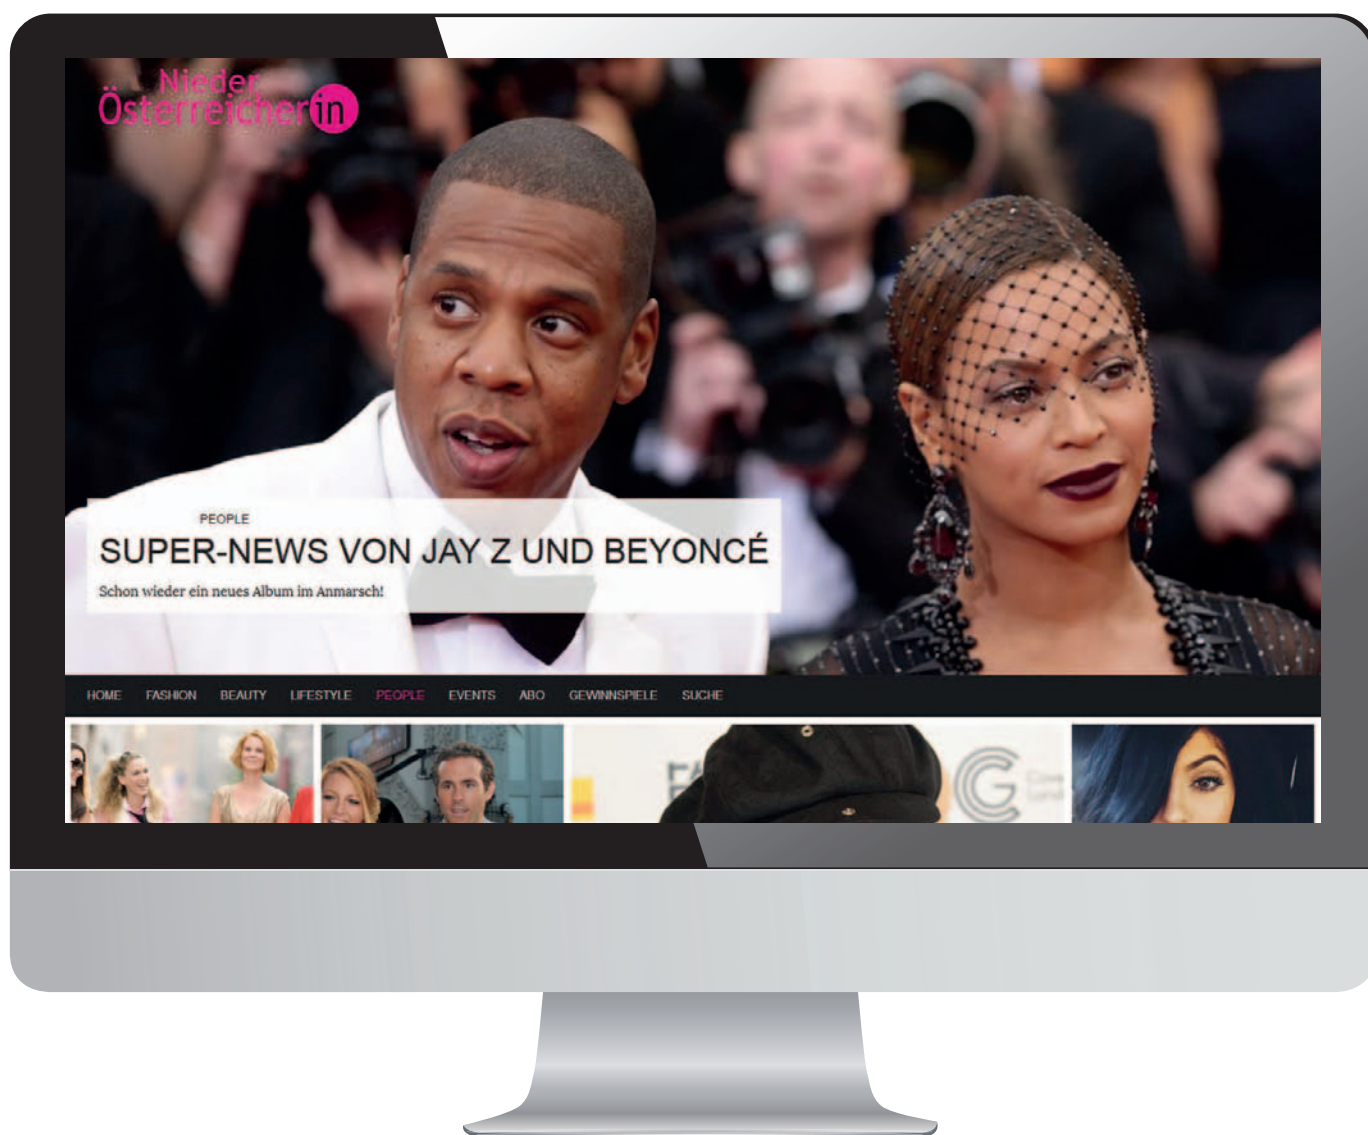 Nieder
Österreicherin
PEOPLE
SUPER-NEWS VON JAY Z UND BEYONCÉ
Schon wieder ein neues Album im Anmarsch!
HOME FASHION BEAUTY LIFESTYLE PEOPLE EVENTS ABO GEWINNSPIELE SUCHE